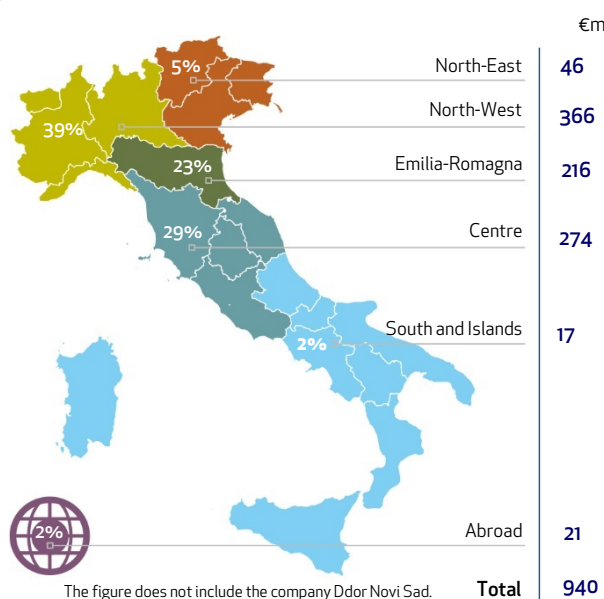 €m
5% North-East 46
39% North-West 366
23% Emilia-Romagna 216
29% Centre 274
2% South and Islands 17
2% Abroad 21
The figure does not include the company Ddor Novi Sad. Total 940